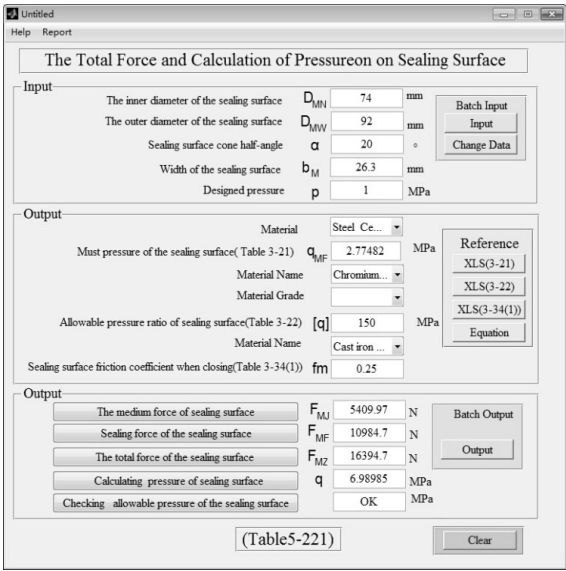 Untitled
Help Report
The Total Force and Calculation of Pressureon on Sealing Surface
Input
The inner diameter of the sealing surface DMN 74 mm
The outer diameter of the sealing surface DMW 92 mm
Sealing surface cone half-angle α 20 °
Width of the sealing surface bM 26.3 mm
Designed pressure p 1 MPa
Batch Input
Input
Change Data
Output
Material Steel Ce...
Must pressure of the sealing surface( Table 3-21) qMF 2.77482 MPa
Material Name Chromium...
Material Grade
Allowable pressure ratio of sealing surface(Table 3-22) [q] 150 MPa
Material Name Cast iron ...
Sealing surface friction coefficient when closing(Table 3-34(1)) fm 0.25
Reference
XLS(3-21)
XLS(3-22)
XLS(3-34(1))
Equation
Output
The medium force of sealing surface FMJ 5409.97 N
Sealing force of the sealing surface FMF 10984.7 N
The total force of the sealing surface FMZ 16394.7 N
Calculating pressure of sealing surface q 6.98985 MPa
Checking allowable pressure of the sealing surface OK MPa
Batch Output
Output
(Table5-221)
Clear